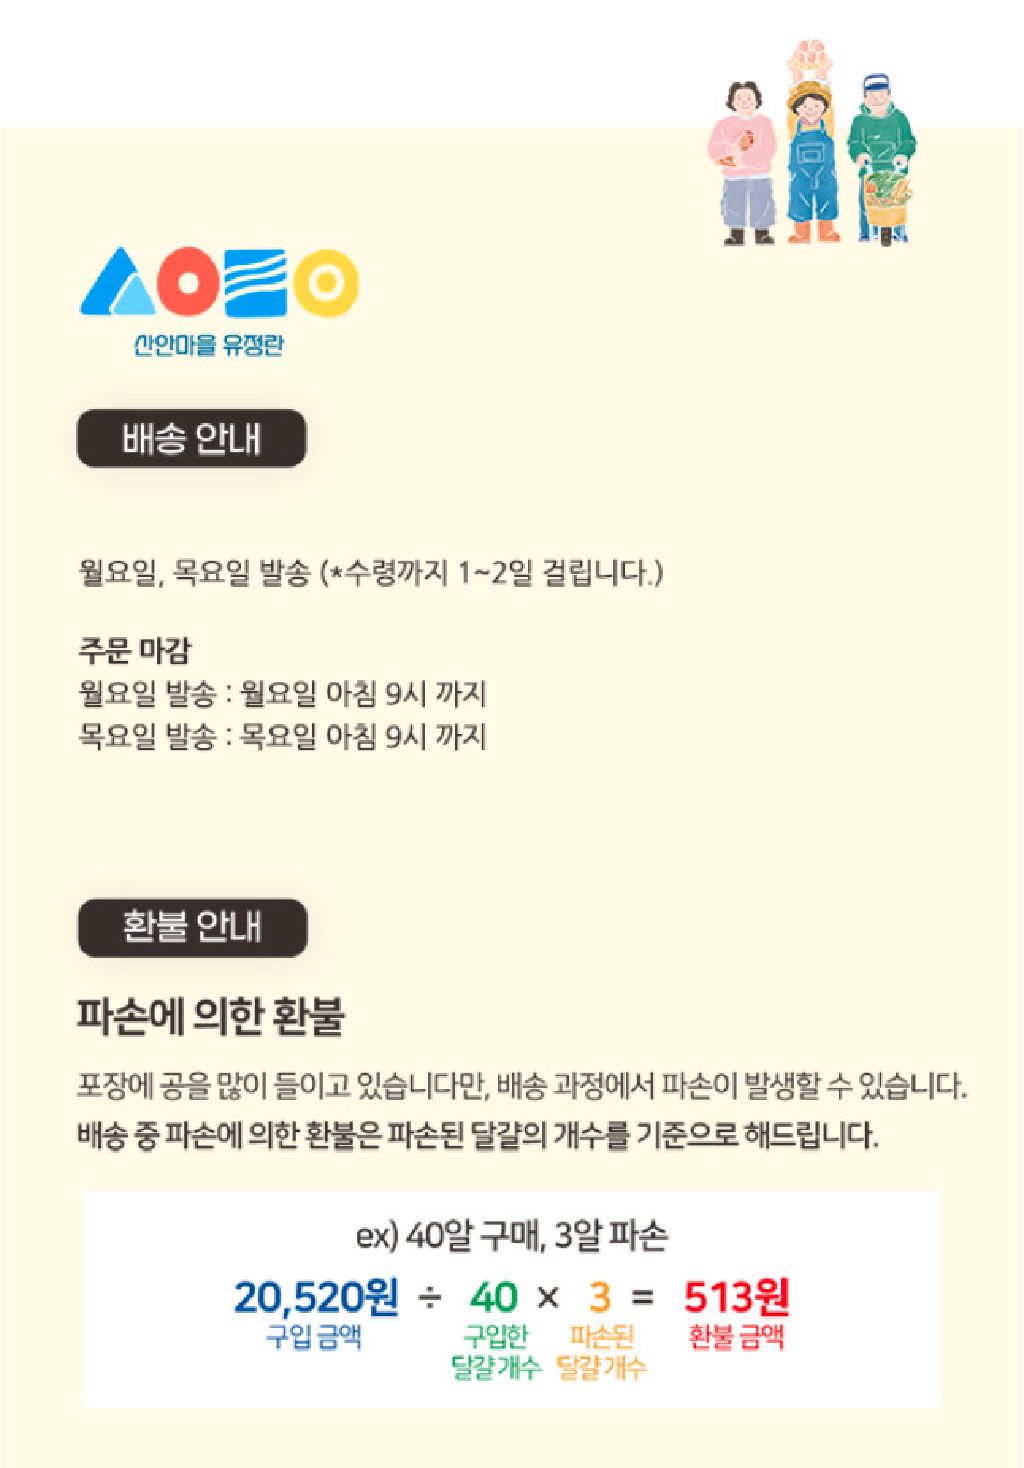 산안마을 유정란
배송 안내
월요일, 목요일 발송 (*수령까지 1~2일 걸립니다.)
주문 마감
월요일 발송 : 월요일 아침 9시 까지
목요일 발송 : 목요일 아침 9시 까지
환불 안내
파손에 의한 환불
포장에 공을 많이 들이고 있습니다만, 배송 과정에서 파손이 발생할 수 있습니다.
배송 중 파손에 의한 환불은 파손된 달걀의 개수를 기준으로 해드립니다.
ex) 40알 구매, 3알 파손
20,520원 ÷ 40 × 3 = 513원
구입 금액 구입한 파손된 환불 금액
달걀 개수 달걀 개수